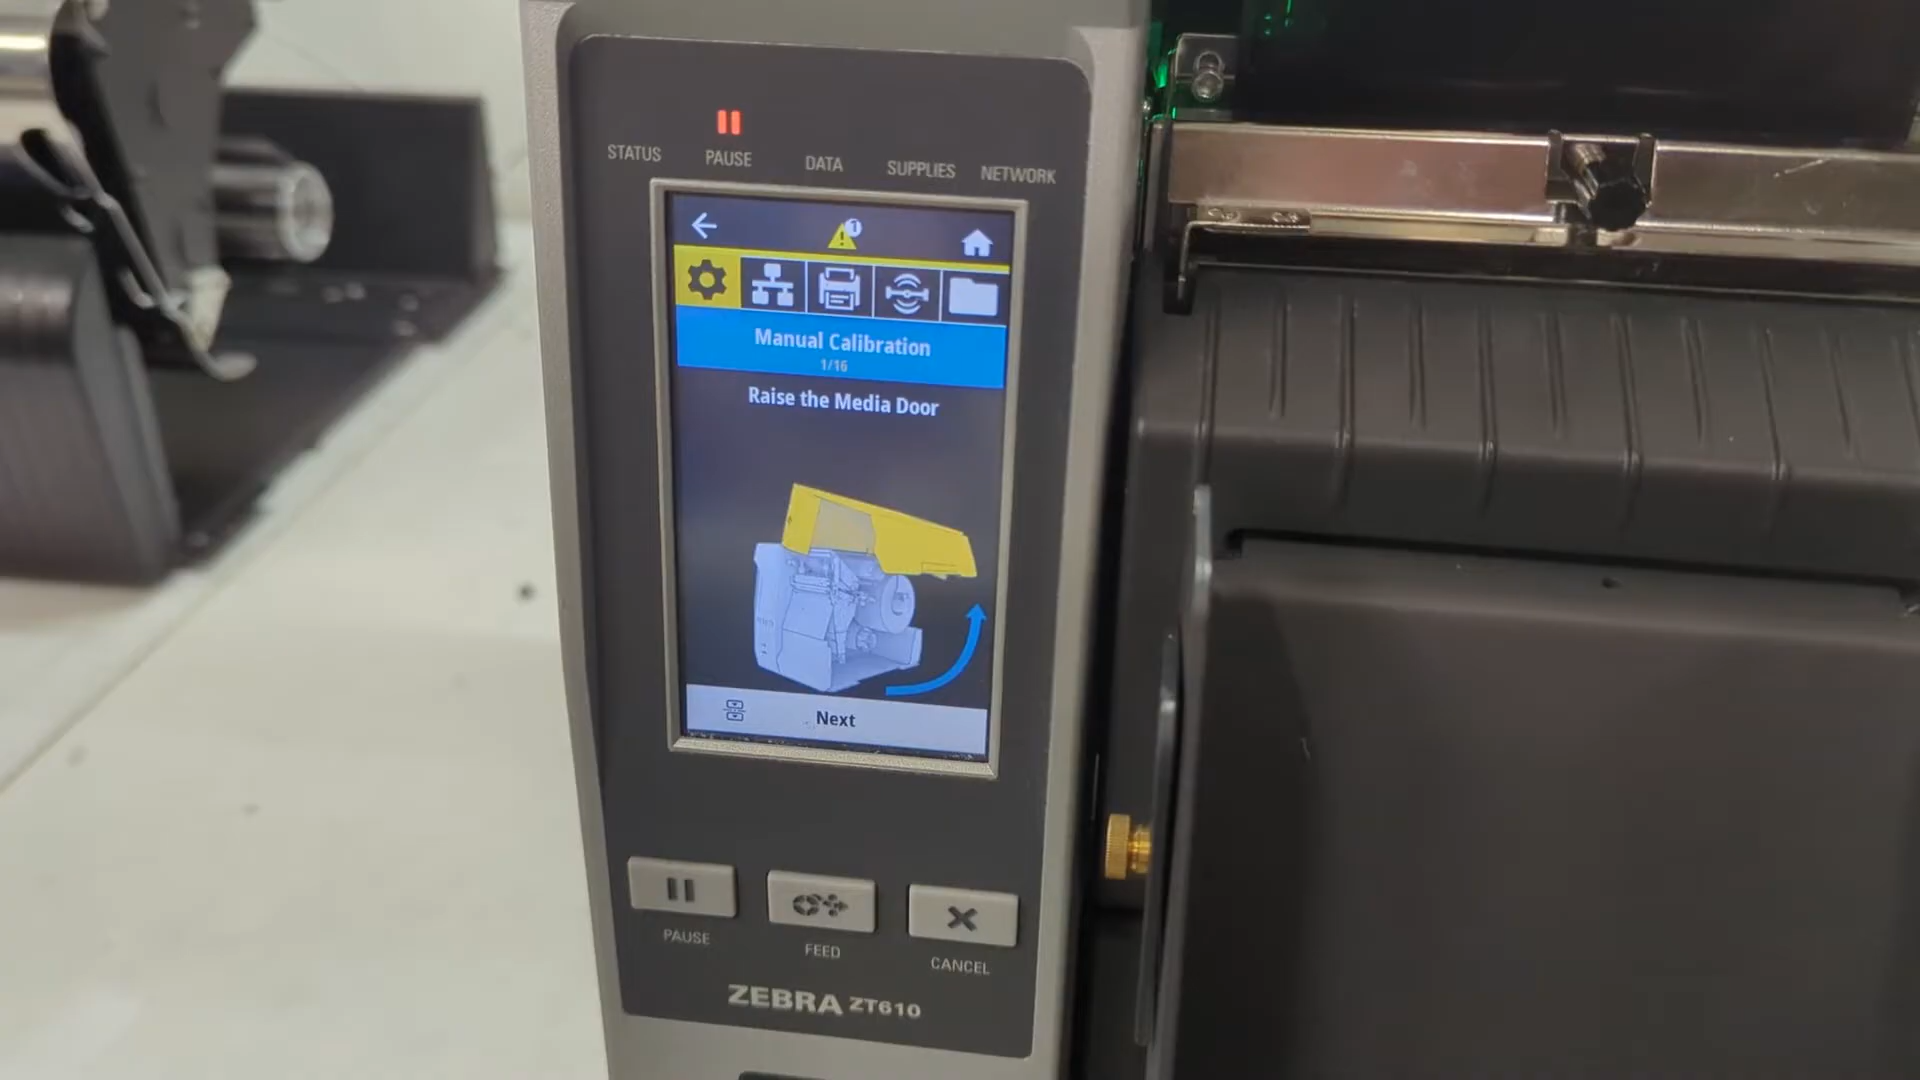 STATUS PAUSE DATA SUPPLIES NETWORK
1
Manual Calibration
1/16
Raise the Media Door
Next
PAUSE FEED CANCEL
ZEBRA ZT610